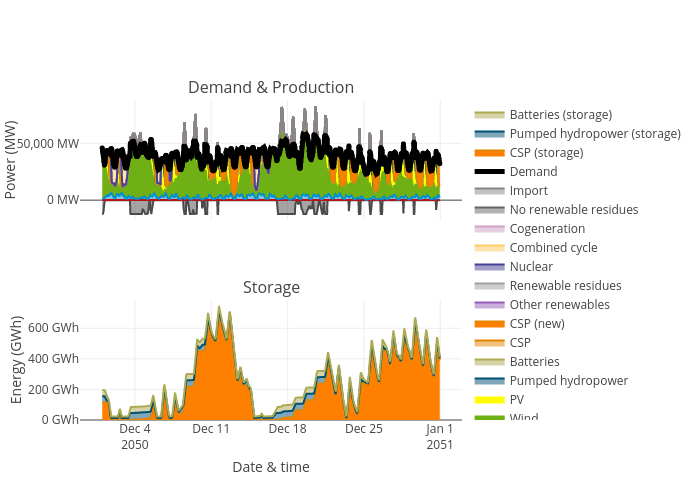 Demand & Production
Power (MW)
50,000 MW
0 MW
Storage
Energy (GWh)
600 GWh
400 GWh
200 GWh
0 GWh
Dec 4
2050
Dec 11
Dec 18
Dec 25
Jan 1
2051
Date & time
Batteries (storage)
Pumped hydropower (storage)
CSP (storage)
Demand
Import
No renewable residues
Cogeneration
Combined cycle
Nuclear
Renewable residues
Other renewables
CSP (new)
CSP
Batteries
Pumped hydropower
PV
Wind